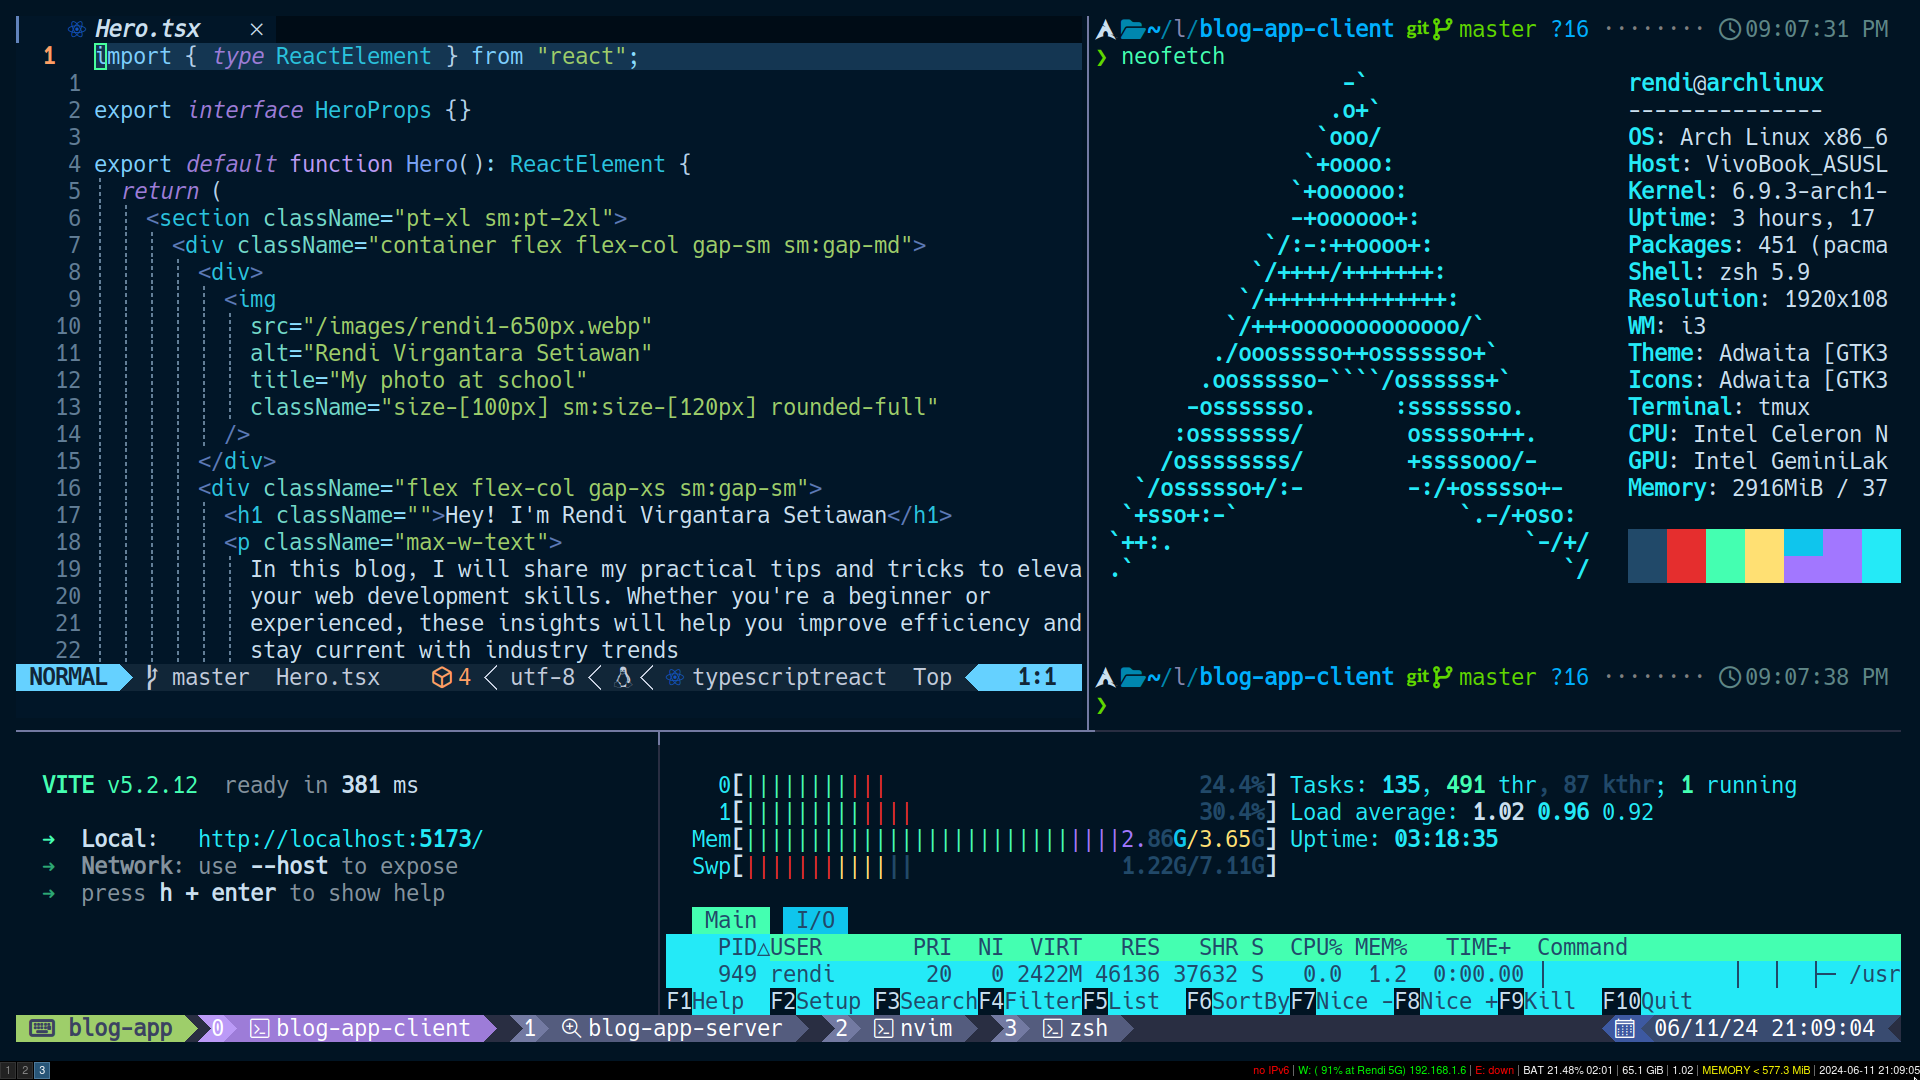 Hero.tsx ×
1 import { type ReactElement } from "react";
1
2 export interface HeroProps {}
3
4 export default function Hero(): ReactElement {
5 return (
6 <section className="pt-xl sm:pt-2xl">
7 <div className="container flex flex-col gap-sm sm:gap-md">
8 <div>
9 <img
10 src="/images/rendi1-650px.webp"
11 alt="Rendi Virgantara Setiawan"
12 title="My photo at school"
13 className="size-[100px] sm:size-[120px] rounded-full"
14 />
15 </div>
16 <div className="flex flex-col gap-xs sm:gap-sm">
17 <h1 className="">Hey! I'm Rendi Virgantara Setiawan</h1>
18 <p className="max-w-text">
19 In this blog, I will share my practical tips and tricks to eleva
20 your web development skills. Whether you're a beginner or
21 experienced, these insights will help you improve efficiency and
22 stay current with industry trends
NORMAL master Hero.tsx 4 utf-8 typescriptreact Top 1:1
~/l/blog-app-client git master ?16 ········ 09:07:31 PM
❯ neofetch
-`
.o+`
`ooo/
`+oooo:
`+oooooo:
-+oooooo+:
`/:-:++oooo+:
`/++++/+++++++:
`/++++++++++++++:
`/+++ooooooooooooo/`
./ooosssso++osssssso+`
.oossssso-````/ossssss+`
-osssssso. :ssssssso.
:osssssss/ osssso+++.
/ossssssss/ +ssssooo/-
`/ossssso+/:- -:/+osssso+-
`+sso+:-` `.-/+oso:
`++:. `-/+/
.` `/
rendi@archlinux
---------------
OS: Arch Linux x86_6
Host: VivoBook_ASUSL
Kernel: 6.9.3-arch1-
Uptime: 3 hours, 17
Packages: 451 (pacma
Shell: zsh 5.9
Resolution: 1920x108
WM: i3
Theme: Adwaita [GTK3
Icons: Adwaita [GTK3
Terminal: tmux
CPU: Intel Celeron N
GPU: Intel GeminiLak
Memory: 2916MiB / 37
~/l/blog-app-client git master ?16 ········ 09:07:38 PM
❯
VITE v5.2.12 ready in 381 ms
➜ Local: http://localhost:5173/
➜ Network: use --host to expose
➜ press h + enter to show help
0[||||||||||| 24.4%] Tasks: 135, 491 thr, 87 kthr; 1 running
1[||||||||||||| 30.4%] Load average: 1.02 0.96 0.92
Mem[|||||||||||||||||||||||||||||2.86G/3.65G] Uptime: 03:18:35
Swp[||||||||||||| 1.22G/7.11G]
Main I/O
PID△USER PRI NI VIRT RES SHR S CPU% MEM% TIME+ Command
949 rendi 20 0 2422M 46136 37632 S 0.0 1.2 0:00.00 │ │ │ ├─ /usr
F1Help F2Setup F3SearchF4FilterF5List F6SortByF7Nice -F8Nice +F9Kill F10Quit
blog-app 0 blog-app-client 1 blog-app-server 2 nvim 3 zsh 06/11/24 21:09:04
1 2 3 no IPv6 | W: ( 91% at Rendi 5G) 192.168.1.6 | E: down | BAT 21.48% 02:01 | 65.1 GiB | 1.02 | MEMORY < 577.3 MiB | 2024-06-11 21:09:05